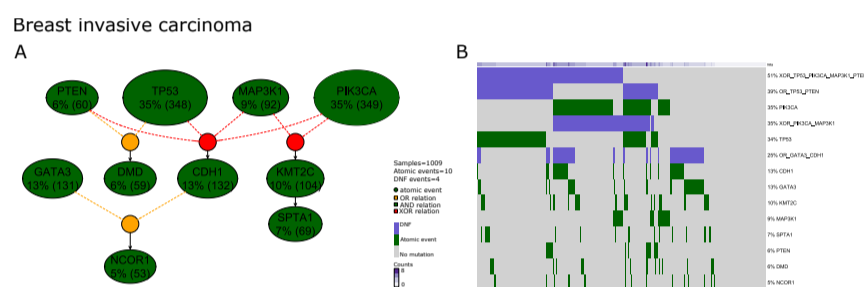 Breast invasive carcinoma
A
B
PTEN
6% (60)
TP53
35% (348)
MAP3K1
9% (92)
PIK3CA
35% (349)
GATA3
13% (131)
DMD
6% (59)
CDH1
13% (132)
KMT2C
10% (104)
SPTA1
7% (69)
NCOR1
5% (53)
Samples=1009
Atomic events=10
DNF events=4
atomic event
OR relation
AND relation
XOR relation
DNF
Atomic event
No mutation
Counts
8
0
51% XOR_TP53_PIK3CA_MAP3K1_PTE
39% OR_TP53_PTEN
35% PIK3CA
35% XOR_PIK3CA_MAP3K1
34% TP53
25% OR_GATA3_CDH1
13% CDH1
13% GATA3
10% KMT2C
9% MAP3K1
7% SPTA1
6% PTEN
6% DMD
5% NCOR1